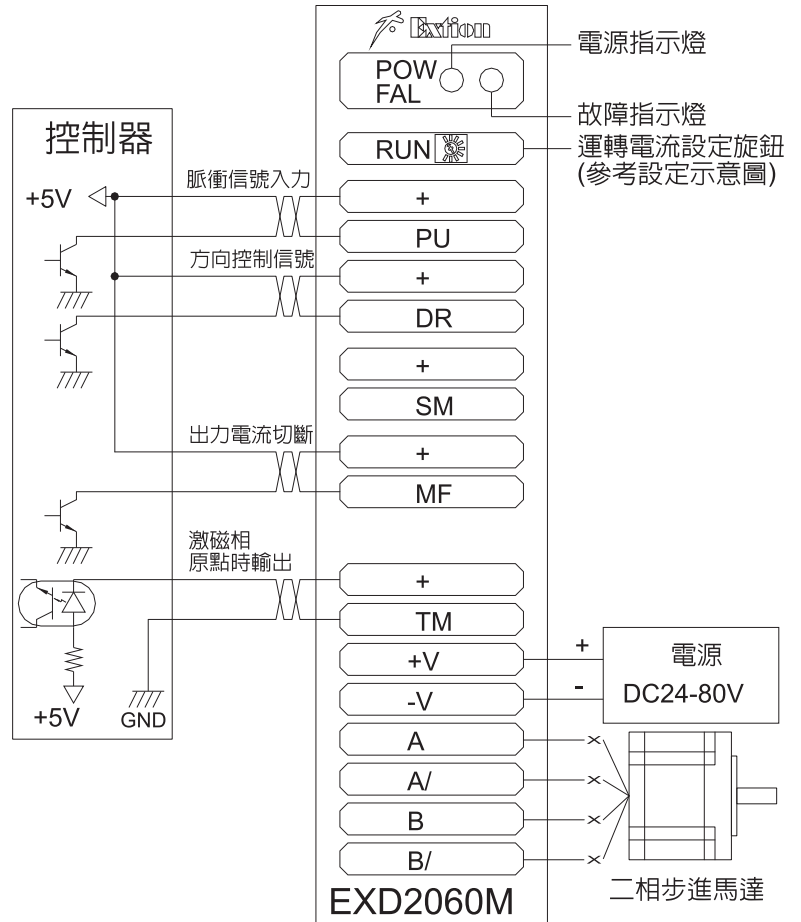 Extion
POW
FAL
電源指示燈
故障指示燈
RUN
運轉電流設定旋鈕
(參考設定示意圖)
控制器
+5V
脈衝信號入力
+
PU
方向控制信號
+
DR
+
SM
出力電流切斷
+
MF
激磁相
原點時輸出
+
TM
+5V
GND
+V
-V
+
-
電源
DC24-80V
A
A/
B
B/
二相步進馬達
EXD2060M